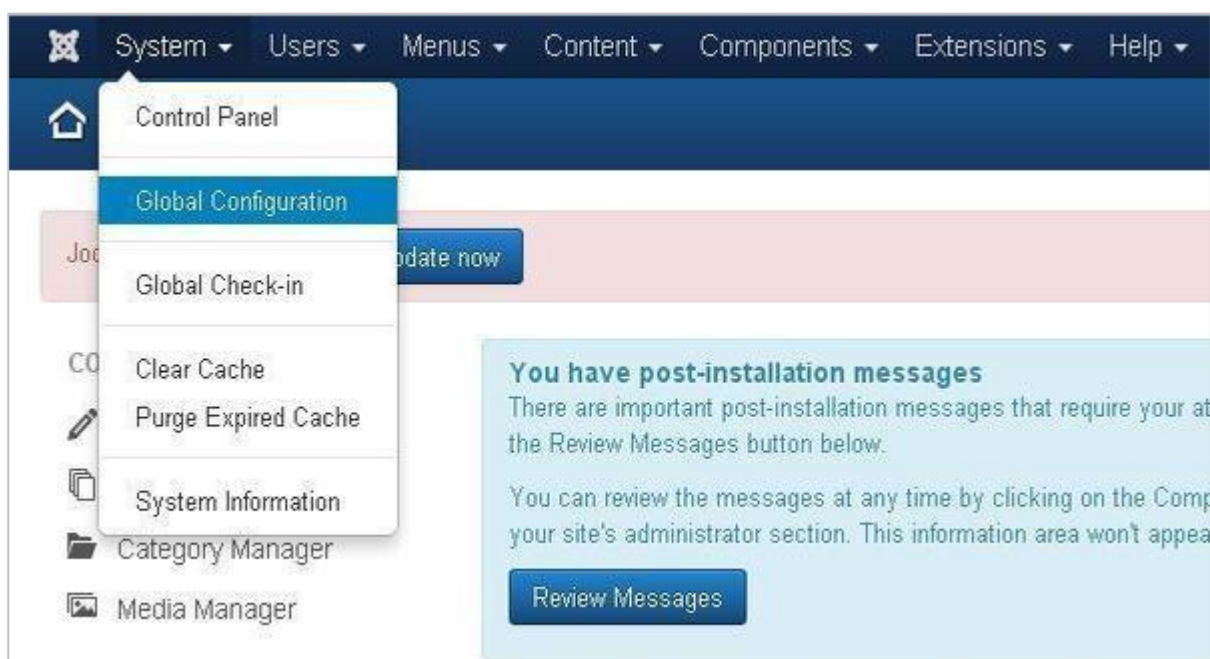 System Users Menus Content Components Extensions Help
Control Panel
Global Configuration
Global Check-in
Clear Cache
Purge Expired Cache
System Information
now
Category Manager
Media Manager
You have post-installation messages
There are important post-installation messages that require your
the Review Messages button below.
You can review the messages at any time by clicking on the
your site's administrator section. This information area won't
Review Messages